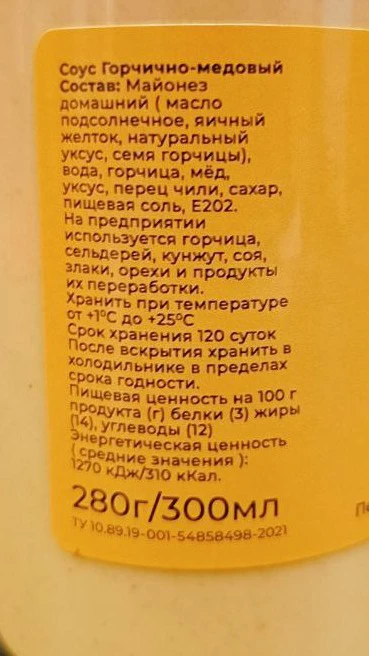 Соус Горчично-медовый
Состав: Майонез
домашний ( масло
подсолнечное, яичный
желток, натуральный
уксус, семя горчицы),
вода, горчица, мёд,
уксус, перец чили, сахар,
пищевая соль, Е202.
На предприятии
используется горчица,
сельдерей, кунжут, соя,
злаки, орехи и продукты
их переработки.
Хранить при температуре
от +1°С до +25°С
Срок хранения 120 суток
После вскрытия хранить в
холодильнике в пределах
срока годности.
Пищевая ценность на 100 г
продукта (г) белки (3) жиры
(14), углеводы (12)
Энергетическая ценность
( средние значения ):
1270 кДж/310 кКал.
280г/300мл
ТУ 10.89.19-001-54858498-2021